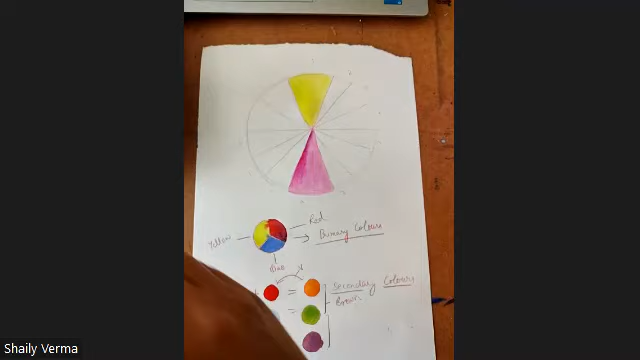 Red
Yellow
Primary Colours
Blue
Secondary Colours
Brown
Shaily Verma